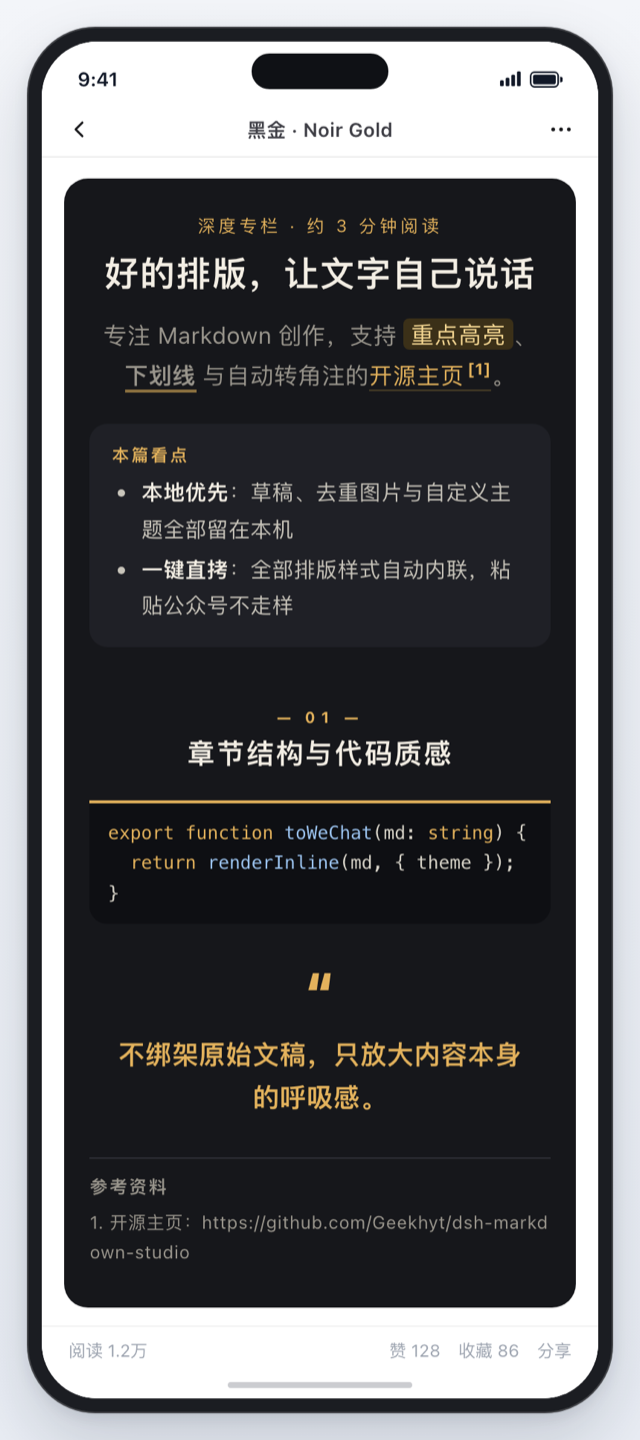 9:41
黑金 · Noir Gold
深度专栏 · 约 3 分钟阅读
好的排版，让文字自己说话
专注 Markdown 创作，支持 重点高亮、
下划线 与自动转角注的开源主页 [1]。
本篇看点
• 本地优先：草稿、去重图片与自定义主
题全部留在本机
• 一键直拷：全部排版样式自动内联，粘
贴公众号不走样
— 01 —
章节结构与代码质感
export function toWeChat(md: string) {
  return renderInline(md, { theme });
}
"
不绑架原始文稿，只放大内容本身
的呼吸感。
参考资料
1. 开源主页：https://github.com/Geekhyt/dsh-markd
own-studio
阅读 1.2万 赞 128 收藏 86 分享